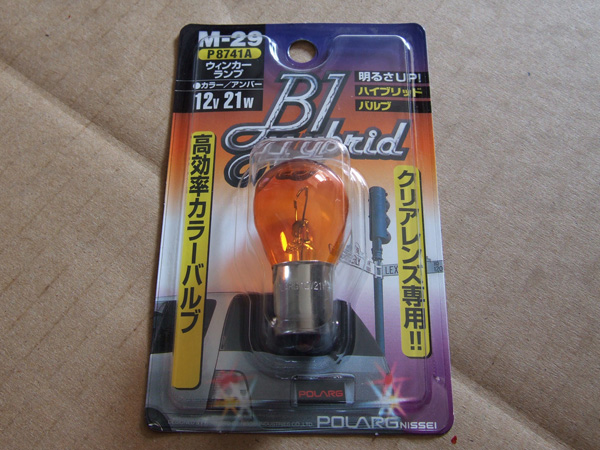 M-29
P8741A
ウィンカー
ランプ
●カラー/アンバー
12V 21W
B1
Hybrid
明るさUP!
ハイブリッド
バルブ
高効率カラーバルブ
クリアレンズ専用!!
POLARG
POLARG NISSEI